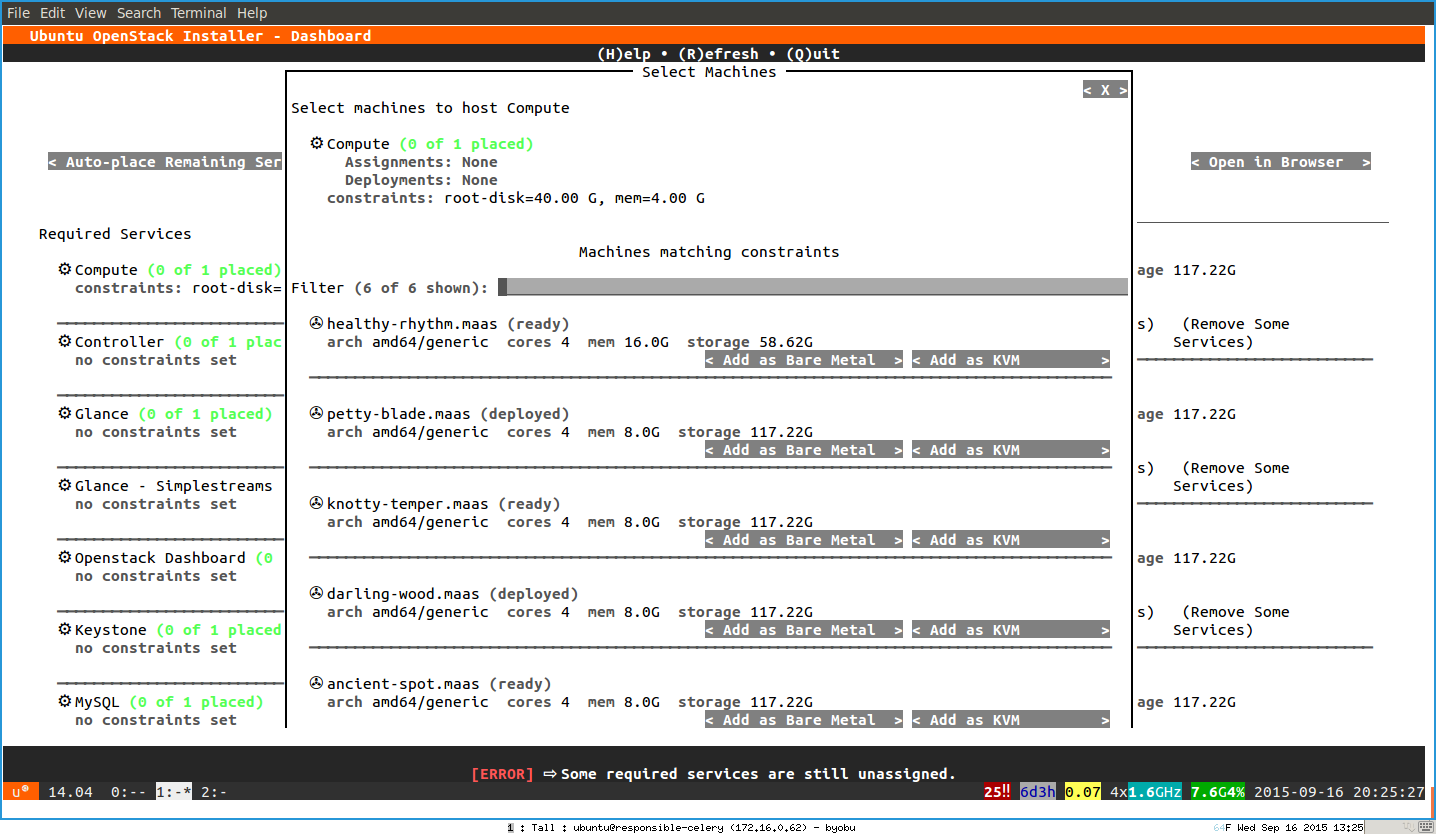 File Edit View Search Terminal Help
Ubuntu OpenStack Installer - Dashboard
(H)elp • (R)efresh • (Q)uit
Select Machines
< X >
Select machines to host Compute
⚙ Compute (0 of 1 placed)
Assignments: None
Deployments: None
constraints: root-disk=40.00 G, mem=4.00 G
Machines matching constraints
Filter (6 of 6 shown):
healthy-rhythm.maas (ready)
arch amd64/generic cores 4 mem 16.0G storage 58.62G
< Add as Bare Metal > < Add as KVM >
petty-blade.maas (deployed)
arch amd64/generic cores 4 mem 8.0G storage 117.22G
< Add as Bare Metal > < Add as KVM >
knotty-temper.maas (ready)
arch amd64/generic cores 4 mem 8.0G storage 117.22G
< Add as Bare Metal > < Add as KVM >
darling-wood.maas (deployed)
arch amd64/generic cores 4 mem 8.0G storage 117.22G
< Add as Bare Metal > < Add as KVM >
ancient-spot.maas (ready)
arch amd64/generic cores 4 mem 8.0G storage 117.22G
< Add as Bare Metal > < Add as KVM >
< Auto-place Remaining Ser
Required Services
⚙ Compute (0 of 1 placed)
constraints: root-disk=
⚙ Controller (0 of 1 plac
no constraints set
⚙ Glance (0 of 1 placed)
no constraints set
⚙ Glance - Simplestreams
no constraints set
⚙ Openstack Dashboard (0
no constraints set
⚙ Keystone (0 of 1 placed
no constraints set
⚙ MySQL (0 of 1 placed)
no constraints set
< Open in Browser >
age 117.22G
s) (Remove Some
Services)
age 117.22G
s) (Remove Some
Services)
age 117.22G
s) (Remove Some
Services)
age 117.22G
[ERROR] ⇨ Some required services are still unassigned.
u® 14.04 0:-- 1:-* 2:- 25!! 6d3h 0.07 4x1.6GHz 7.6G4% 2015-09-16 20:25:27
1 : Tall : ubuntu@responsible-celery (172.16.0.62) - byobu 64F Wed Sep 16 2015 13:25